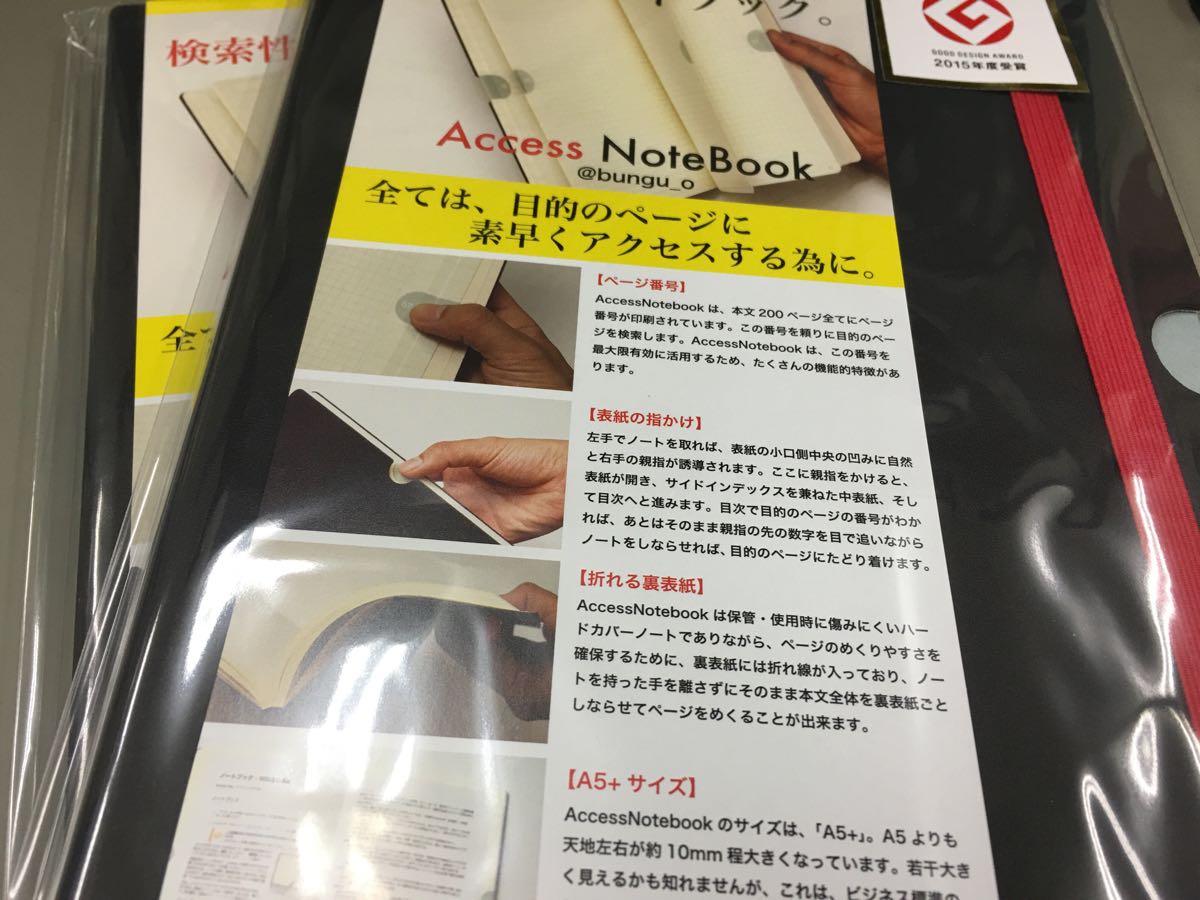 検索性
ブック。
GOOD DESIGN AWARD
2015年度受賞
Access NoteBook
@bungu_o
全ては、目的のページに
素早くアクセスする為に。
全て
【ページ番号】
AccessNotebook は、本文 200 ページ全てにページ
番号が印刷されています。この番号を頼りに目的のペー
ジを検索します。AccessNotebook は、この番号を
最大限有効に活用するため、たくさんの機能的特徴があ
ります。
【表紙の指かけ】
左手でノートを取れば、表紙の小口側中央の凹みに自然
と右手の親指が誘導されます。ここに親指をかけると、
表紙が開き、サイドインデックスを兼ねた中表紙、そし
て目次へと進みます。目次で目的のページの番号がわか
れば、あとはそのまま親指の先の数字を目で追いながら
ノートをしならせれば、目的のページにたどり着けます。
【折れる裏表紙】
AccessNotebook は保管・使用時に傷みにくいハー
ドカバーノートでありながら、ページのめくりやすさを
確保するために、裏表紙には折れ線が入っており、ノー
トを持った手を離さずにそのまま本文全体を裏表紙ごと
しならせてページをめくることが出来ます。
【A5+ サイズ】
AccessNotebook のサイズは、「A5+」。A5 よりも
天地左右が約 10mm 程大きくなっています。若干大き
く見えるかも知れませんが、これは、ビジネス標準の